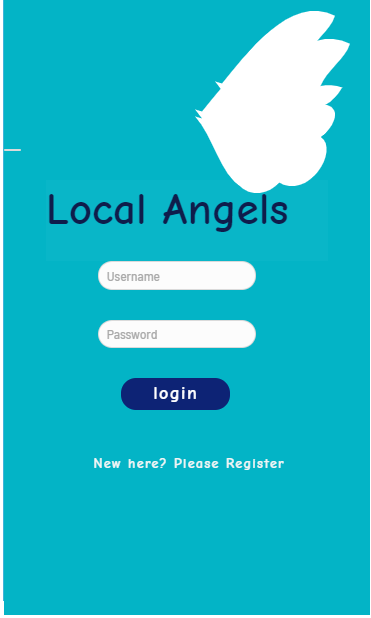 Local Angels
Username
Password
login
New here? Please Register